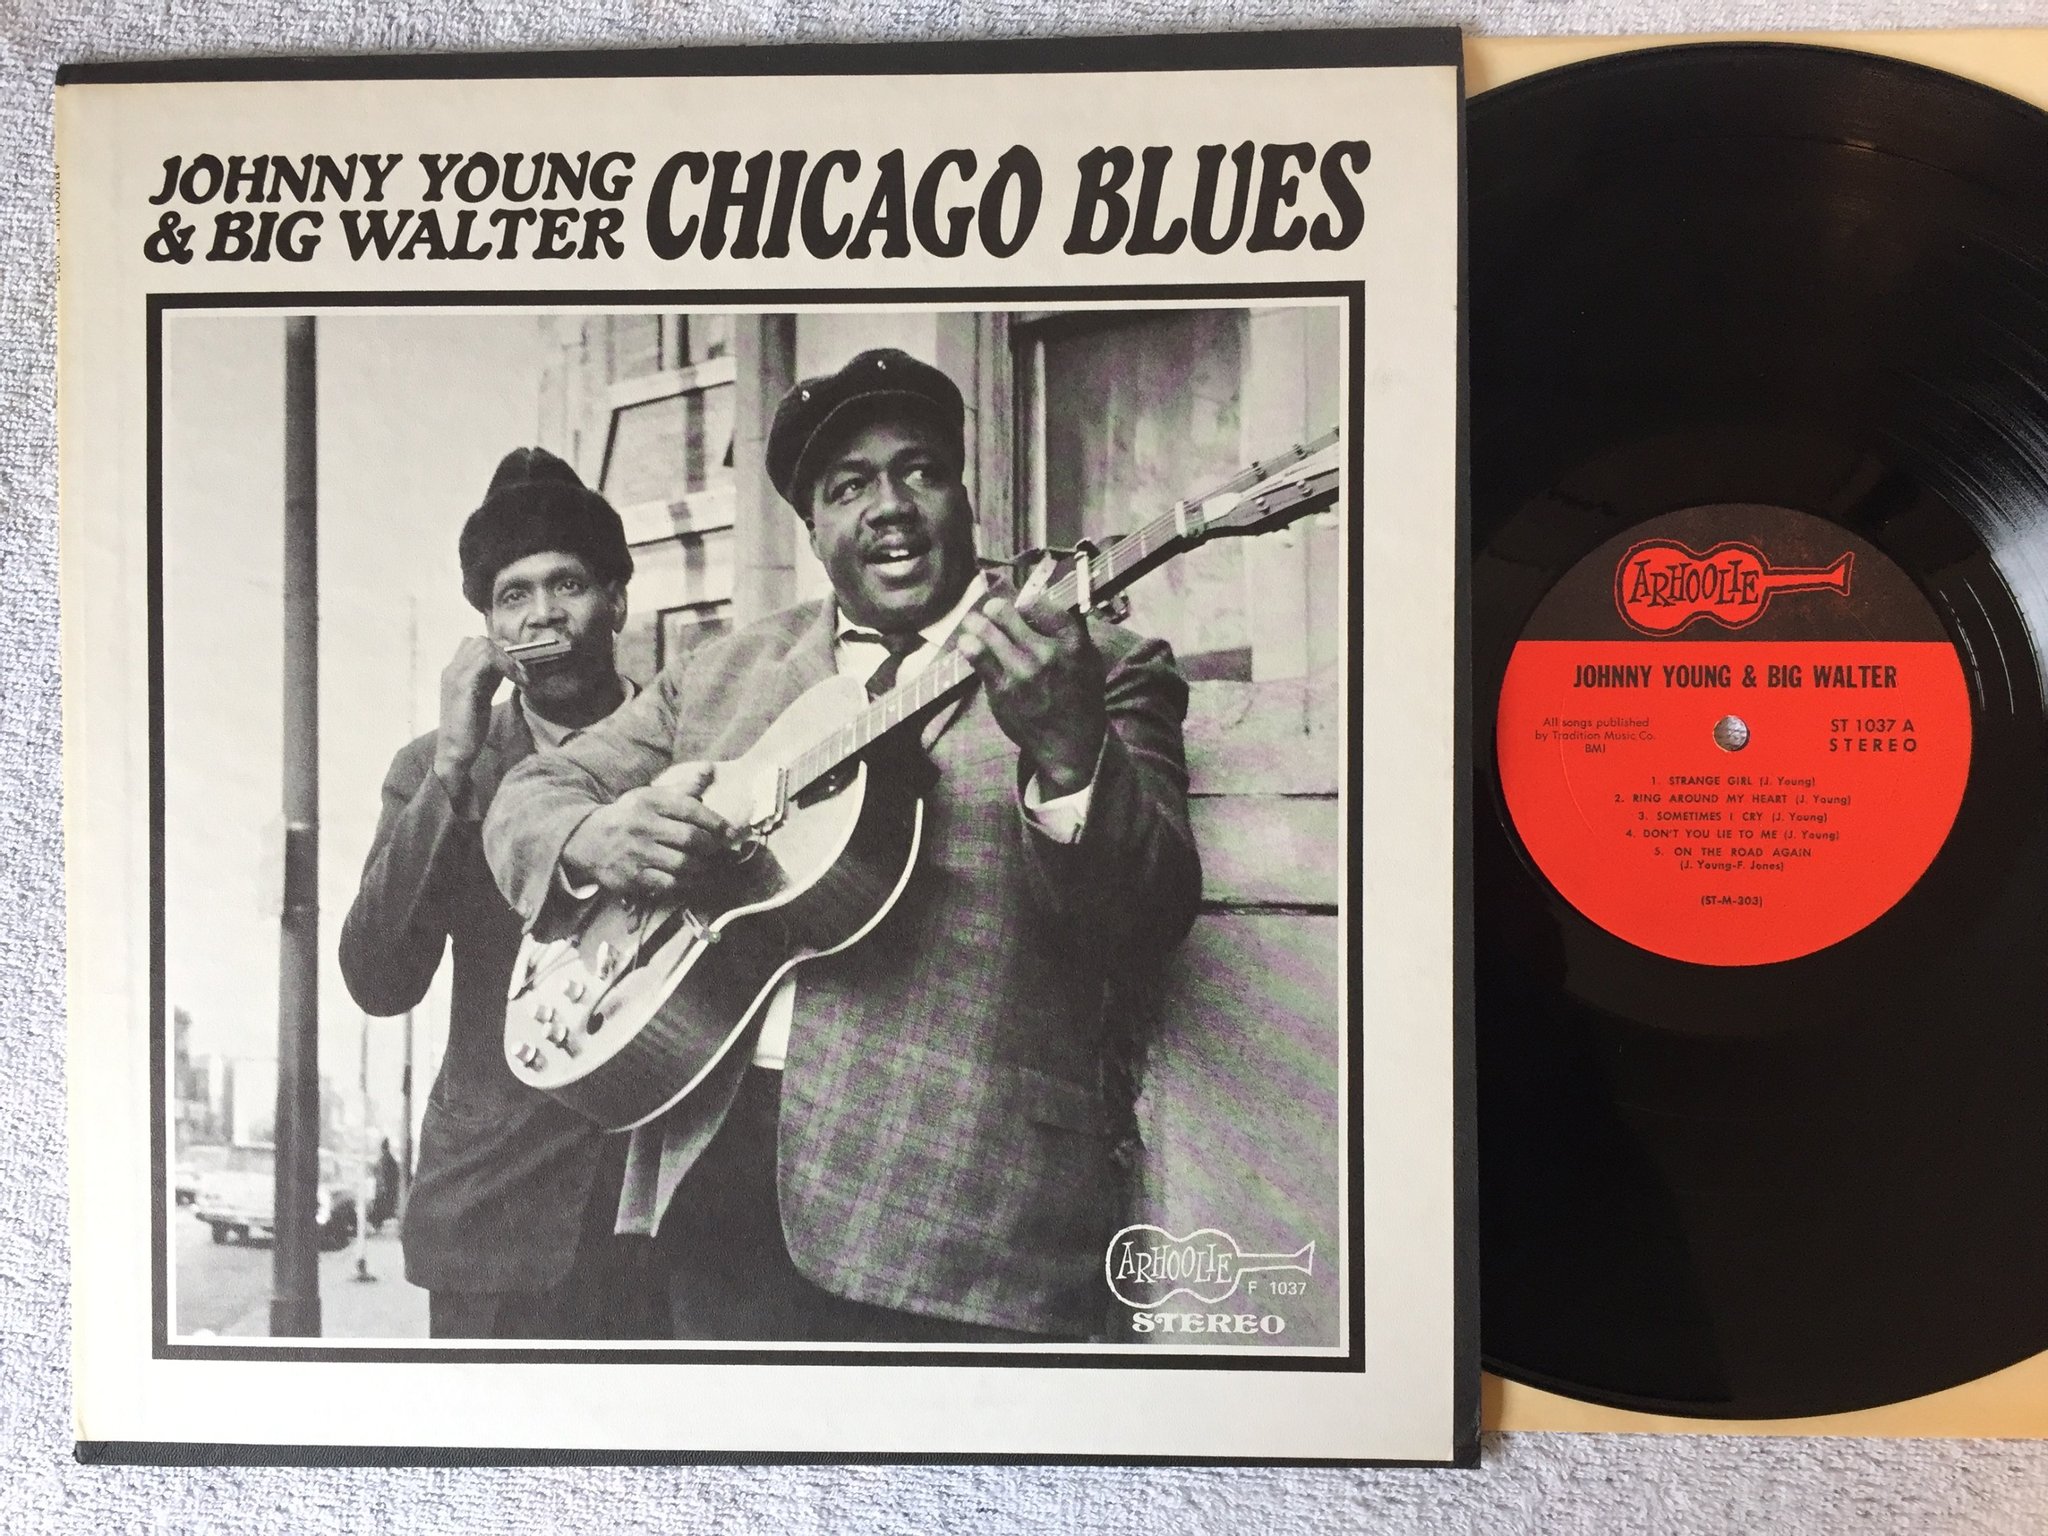 JOHNNY YOUNG
& BIG WALTER
CHICAGO BLUES
ARHOOLIE
F 1037
STEREO
ARHOOLIE
JOHNNY YOUNG & BIG WALTER
All songs published
by Tradition Music Co.
BMI
ST 1037 A
STEREO
1. STRANGE GIRL (J. Young)
2. RING AROUND MY HEART (J. Young)
3. SOMETIMES I CRY (J. Young)
4. DON'T YOU LIE TO ME (J. Young)
5. ON THE ROAD AGAIN
(J. Young-F. Jones)
(ST-M-303)